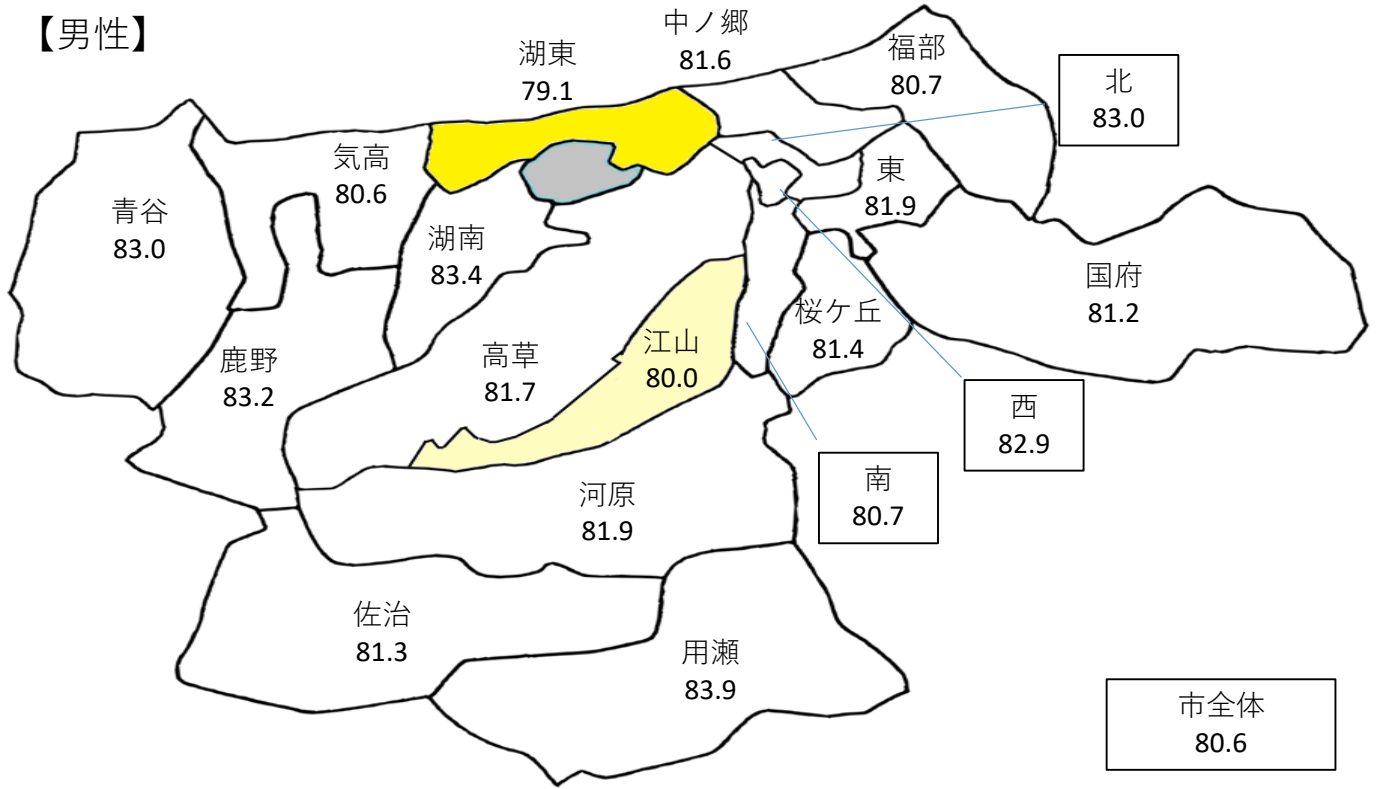 【男性】
中ノ郷
81.6
湖東
79.1
福部
80.7
北
83.0
気高
80.6
東
81.9
青谷
83.0
湖南
83.4
国府
81.2
桜ケ丘
81.4
鹿野
83.2
高草
81.7
江山
80.0
西
82.9
南
80.7
河原
81.9
佐治
81.3
用瀬
83.9
市全体
80.6